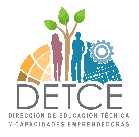 DETCE
DIRECCIÓN DE EDUCACIÓN TÉCNICA
Y CAPACIDADES EMPRENDEDORAS